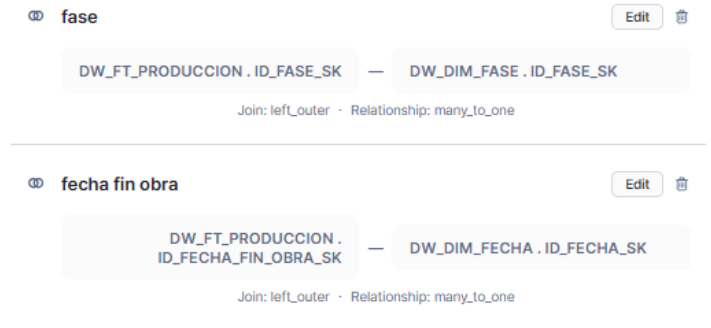 fase
Edit
DW_FT_PRODUCCION . ID_FASE_SK — DW_DIM_FASE . ID_FASE_SK
Join: left_outer · Relationship: many_to_one
fecha fin obra
Edit
DW_FT_PRODUCCION .
ID_FECHA_FIN_OBRA_SK — DW_DIM_FECHA . ID_FECHA_SK
Join: left_outer · Relationship: many_to_one